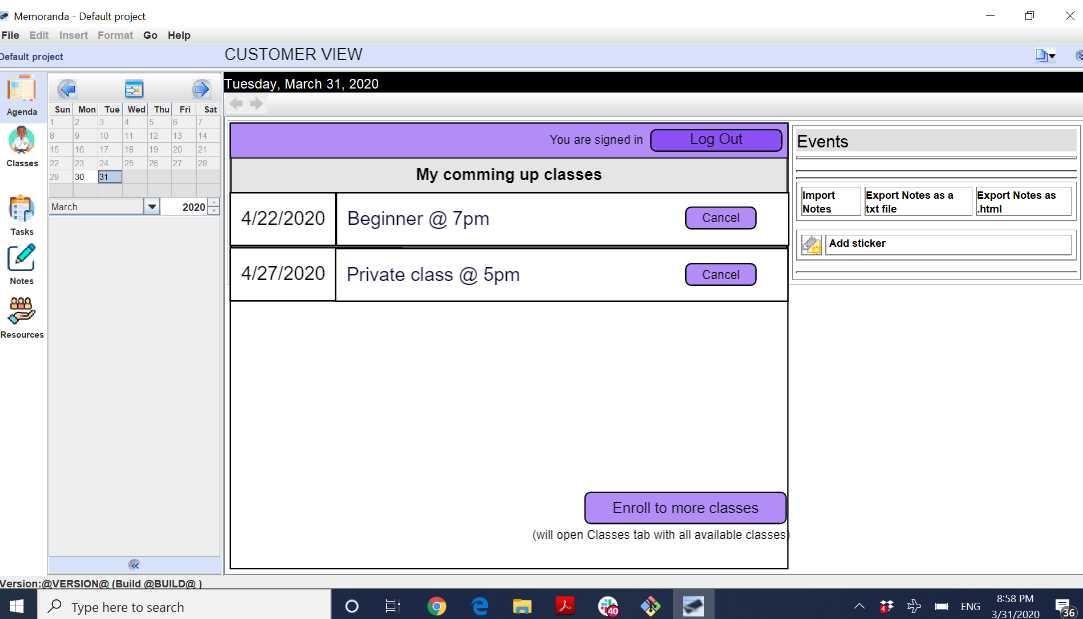 Memoranda - Default project
File Edit Insert Format Go Help
Default project
CUSTOMER VIEW
Agenda
Classes
Tasks
Notes
Resources
Sun Mon Tue Wed Thu Fri Sat
1 2 3 4 5 6 7
8 9 10 11 12 13 14
15 16 17 18 19 20 21
22 23 24 25 26 27 28
29 30 31
March 2020
Tuesday, March 31, 2020
You are signed in Log Out
My comming up classes
4/22/2020 Beginner @ 7pm Cancel
4/27/2020 Private class @ 5pm Cancel
Enroll to more classes
(will open Classes tab with all available classes)
Events
Import Notes
Export Notes as a txt file
Export Notes as .html
Add sticker
Version:@VERSION@ (Build @BUILD@ )
Type here to search
40
4
ENG
8:58 PM
3/31/2020
36